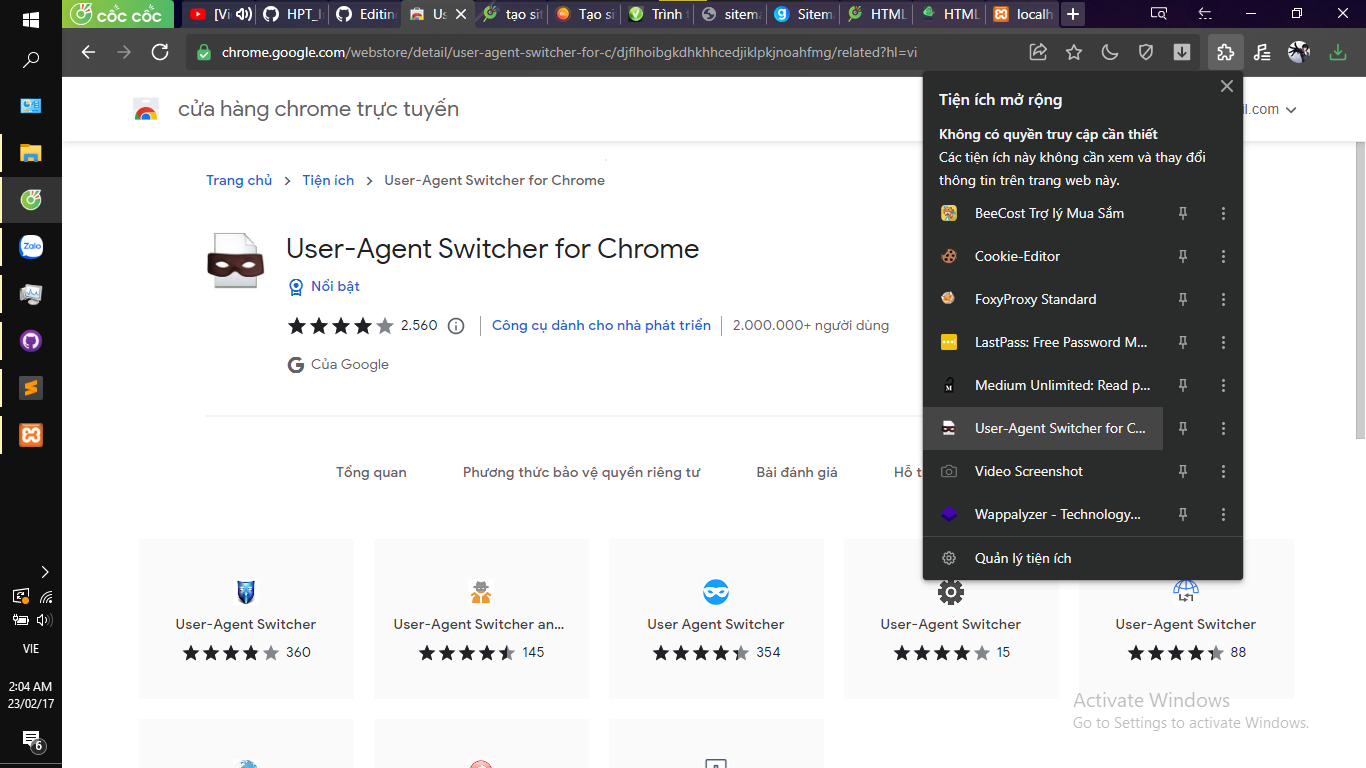 cốc cốc
[Vi
HPT_I
Editin
Us
tạo sit
Tạo si
Trình t
sitema
Sitem
HTML
HTML
localh
chrome.google.com/webstore/detail/user-agent-switcher-for-c/djflhoibgkdhkhhcedjiklpkjnoahfmg/related?hl=vi
cửa hàng chrome trực tuyến
il.com
Trang chủ > Tiện ích > User-Agent Switcher for Chrome
User-Agent Switcher for Chrome
Nổi bật
2.560
Công cụ dành cho nhà phát triển
2.000.000+ người dùng
G Của Google
Tổng quan
Phương thức bảo vệ quyền riêng tư
Bài đánh giá
Hỗ t
Tiện ích mở rộng
Không có quyền truy cập cần thiết
Các tiện ích này không cần xem và thay đổi
thông tin trên trang web này.
BeeCost Trợ lý Mua Sắm
Cookie-Editor
FoxyProxy Standard
LastPass: Free Password M...
M Medium Unlimited: Read p...
User-Agent Switcher for C...
Video Screenshot
Wappalyzer - Technology...
Quản lý tiện ích
User-Agent Switcher
360
User-Agent Switcher an...
145
User Agent Switcher
354
User-Agent Switcher
15
User-Agent Switcher
88
Activate Windows
Go to Settings to activate Windows.
Zalo
VIE
2:04 AM
23/02/17
6